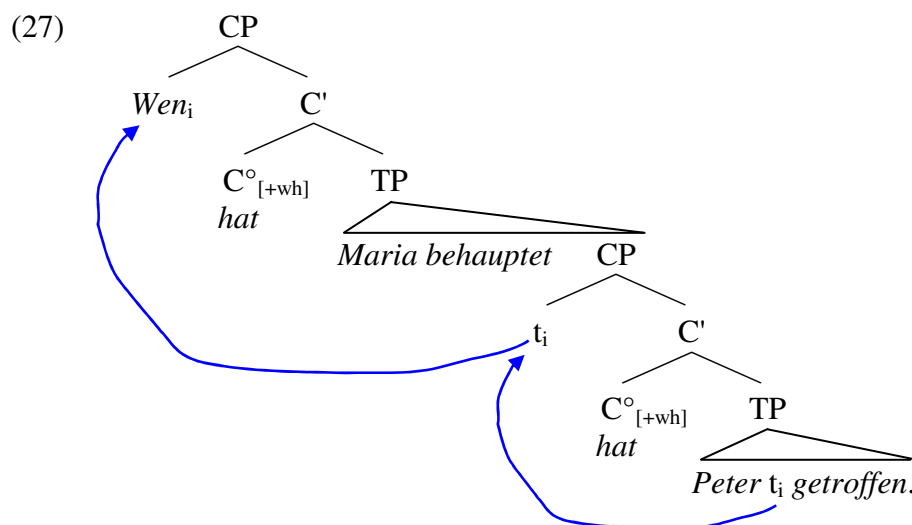 (27) CP
Wenᵢ C'
C°[+wh] TP
hat
Maria behauptet CP
tᵢ C'
C°[+wh] TP
hat
Peter tᵢ getroffen.